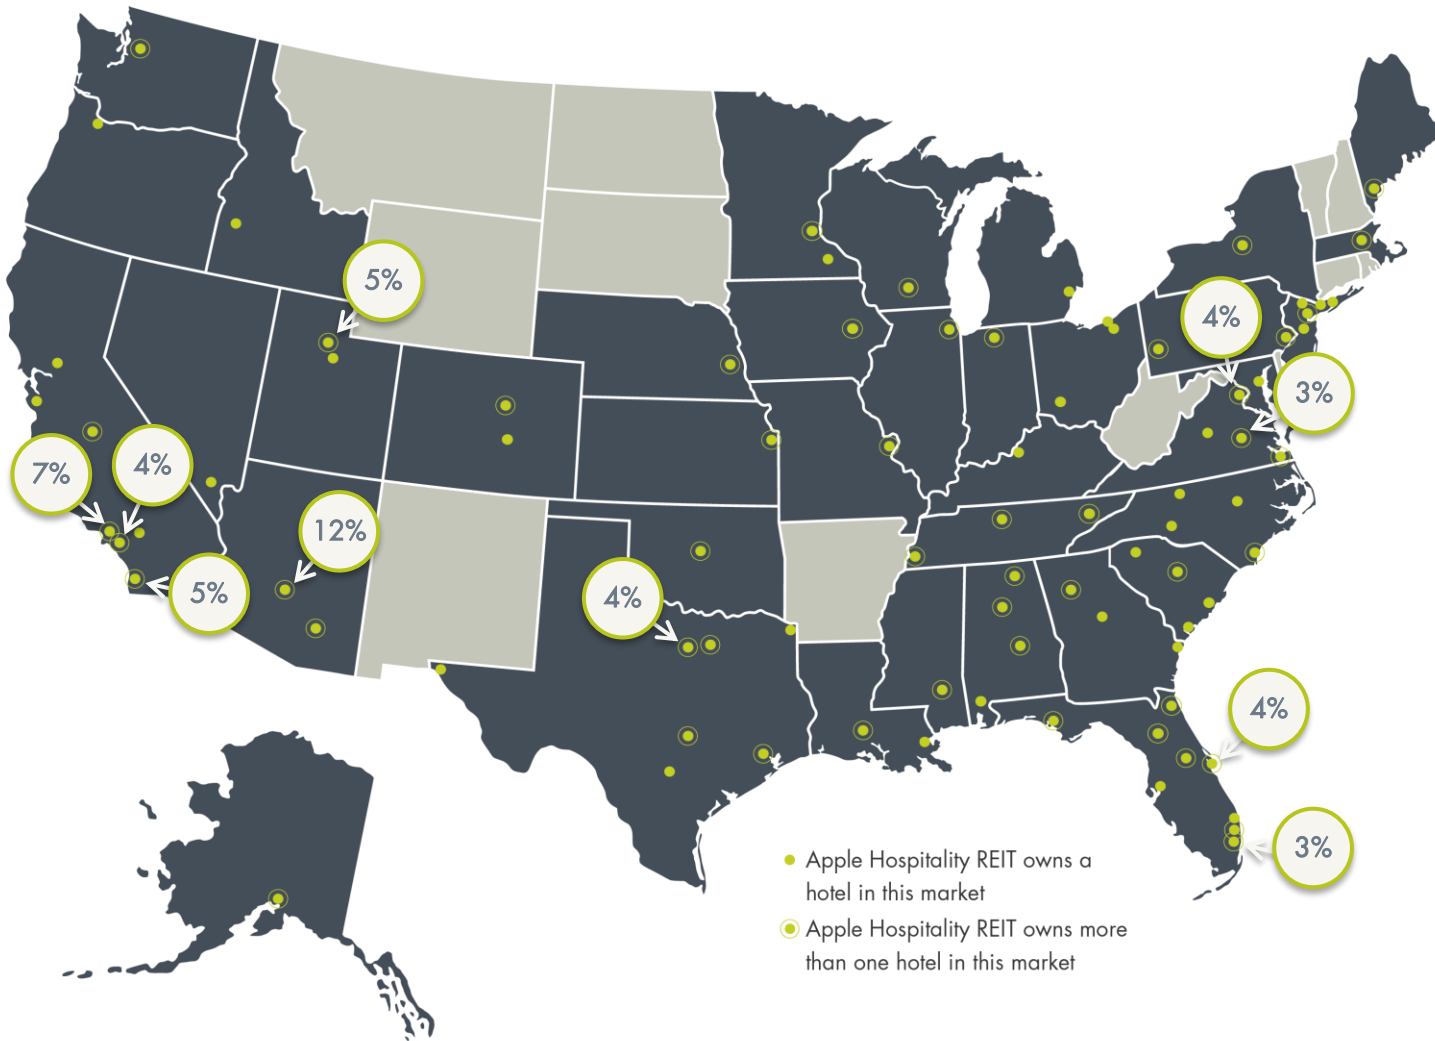 5%
4%
3%
7%
4%
12%
5%
4%
4%
3%
Apple Hospitality REIT owns a
hotel in this market
Apple Hospitality REIT owns more
than one hotel in this market